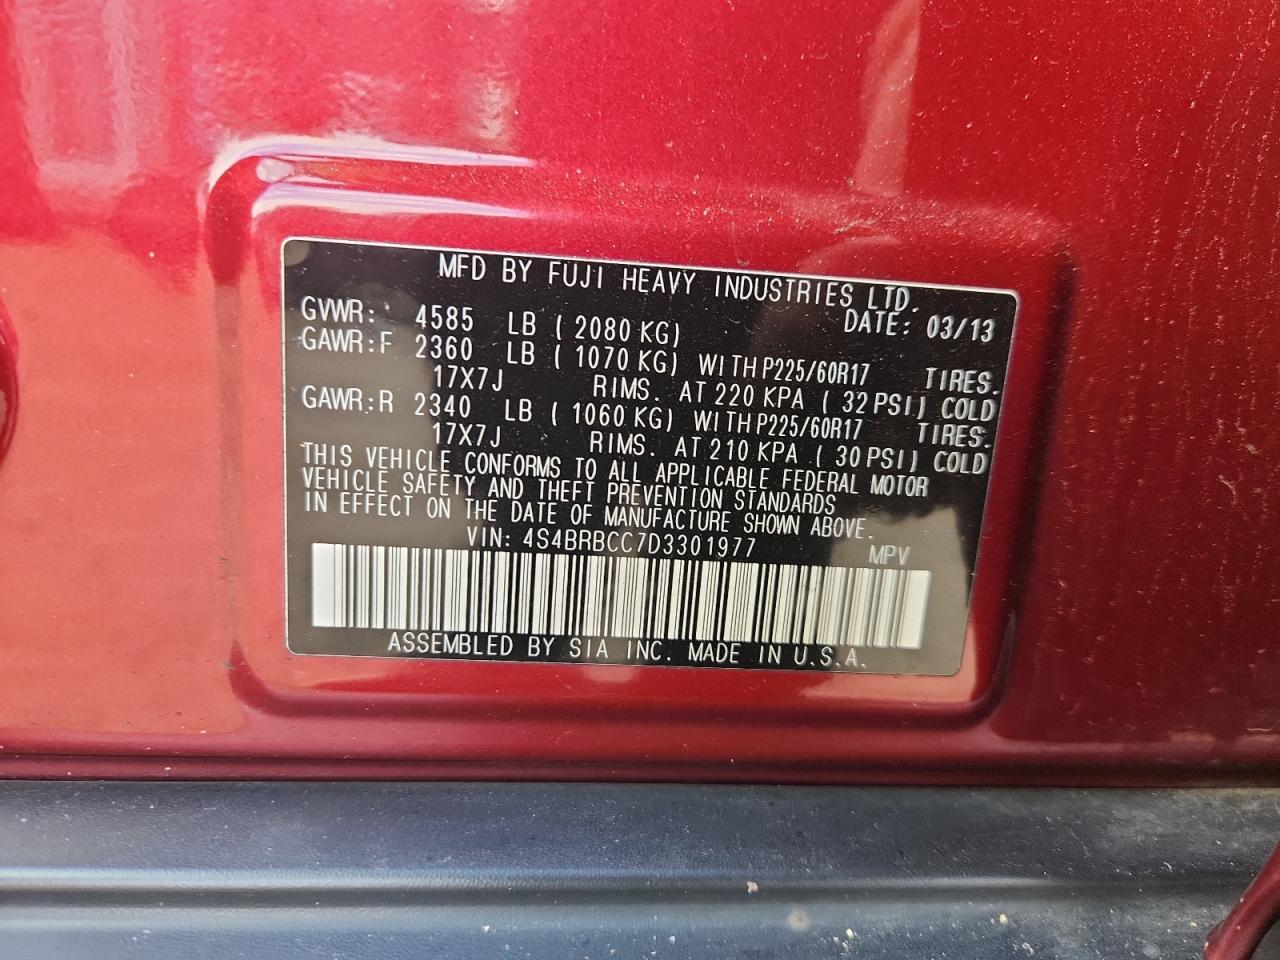 MFD BY FUJI HEAVY INDUSTRIES LTD.
DATE: 03/13
GVWR: 4585 LB (2080 KG)
GAWR:F 2360 LB (1070 KG) WITH P225/60R17 TIRES.
17X7J RIMS. AT 220 KPA (32 PSI) COLD
GAWR:R 2340 LB (1060 KG) WITH P225/60R17 TIRES.
17X7J RIMS. AT 210 KPA (30 PSI) COLD
THIS VEHICLE CONFORMS TO ALL APPLICABLE FEDERAL MOTOR
VEHICLE SAFETY AND THEFT PREVENTION STANDARDS
IN EFFECT ON THE DATE OF MANUFACTURE SHOWN ABOVE.
VIN: 4S4BRBCC7D3301977 MPV
ASSEMBLED BY SIA INC. MADE IN U.S.A.